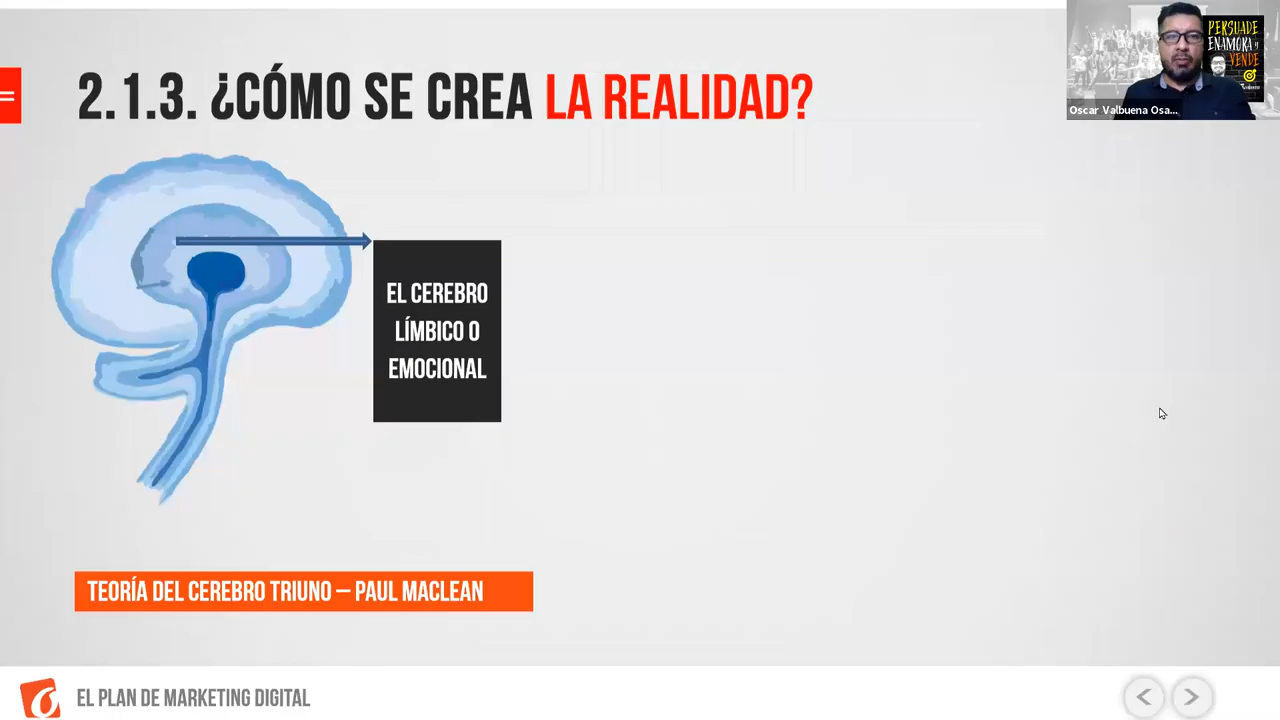 2.1.3. ¿CÓMO SE CREA LA REALIDAD?
PERSUADE
ENAMORA Y
VENDE
Oscar Valbuena Osa...
EL CEREBRO
LÍMBICO O
EMOCIONAL
TEORÍA DEL CEREBRO TRIUNO – PAUL MACLEAN
EL PLAN DE MARKETING DIGITAL